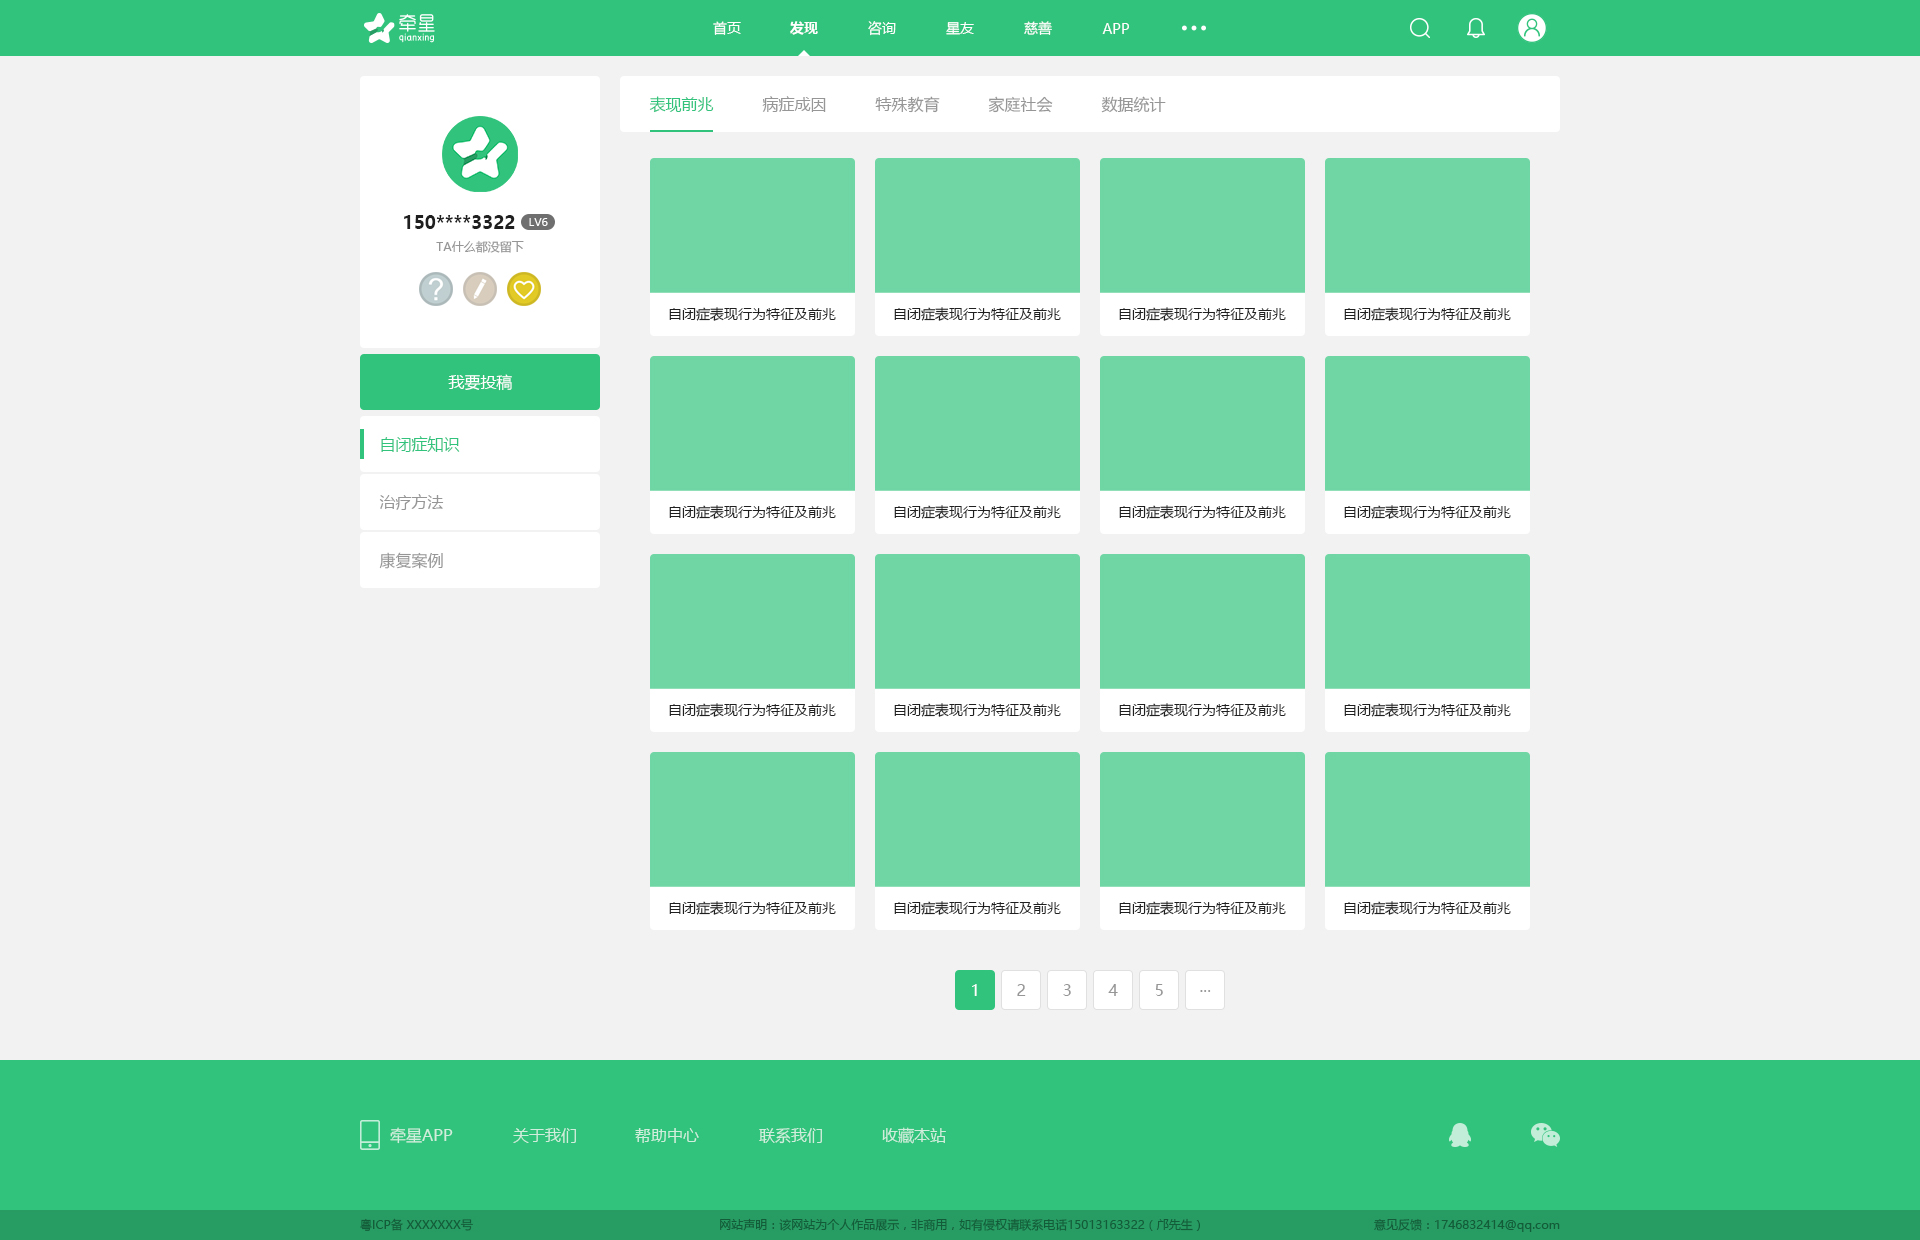 牵星
qianxing
首页 发现 咨询 星友 慈善 APP
表现前兆 病症成因 特殊教育 家庭社会 数据统计
150****3322 LV6
TA什么都没留下
我要投稿
自闭症知识
治疗方法
康复案例
自闭症表现行为特征及前兆 自闭症表现行为特征及前兆 自闭症表现行为特征及前兆 自闭症表现行为特征及前兆
自闭症表现行为特征及前兆 自闭症表现行为特征及前兆 自闭症表现行为特征及前兆 自闭症表现行为特征及前兆
自闭症表现行为特征及前兆 自闭症表现行为特征及前兆 自闭症表现行为特征及前兆 自闭症表现行为特征及前兆
自闭症表现行为特征及前兆 自闭症表现行为特征及前兆 自闭症表现行为特征及前兆 自闭症表现行为特征及前兆
1 2 3 4 5 ...
牵星APP 关于我们 帮助中心 联系我们 收藏本站
粤ICP备 XXXXXXX号 网站声明：该网站为个人作品展示，非商用，如有侵权请联系电话15013163322（邝先生） 意见反馈：1746832414@qq.com